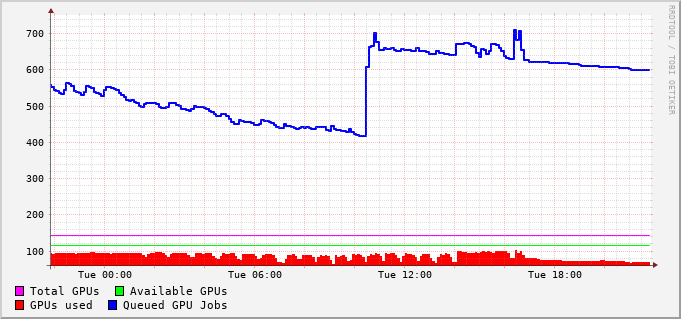 700
600
500
400
300
200
100
Tue 00:00 Tue 06:00 Tue 12:00 Tue 18:00
Total GPUs Available GPUs
GPUs used Queued GPU Jobs
RRDTOOL / TOBI OETIKER